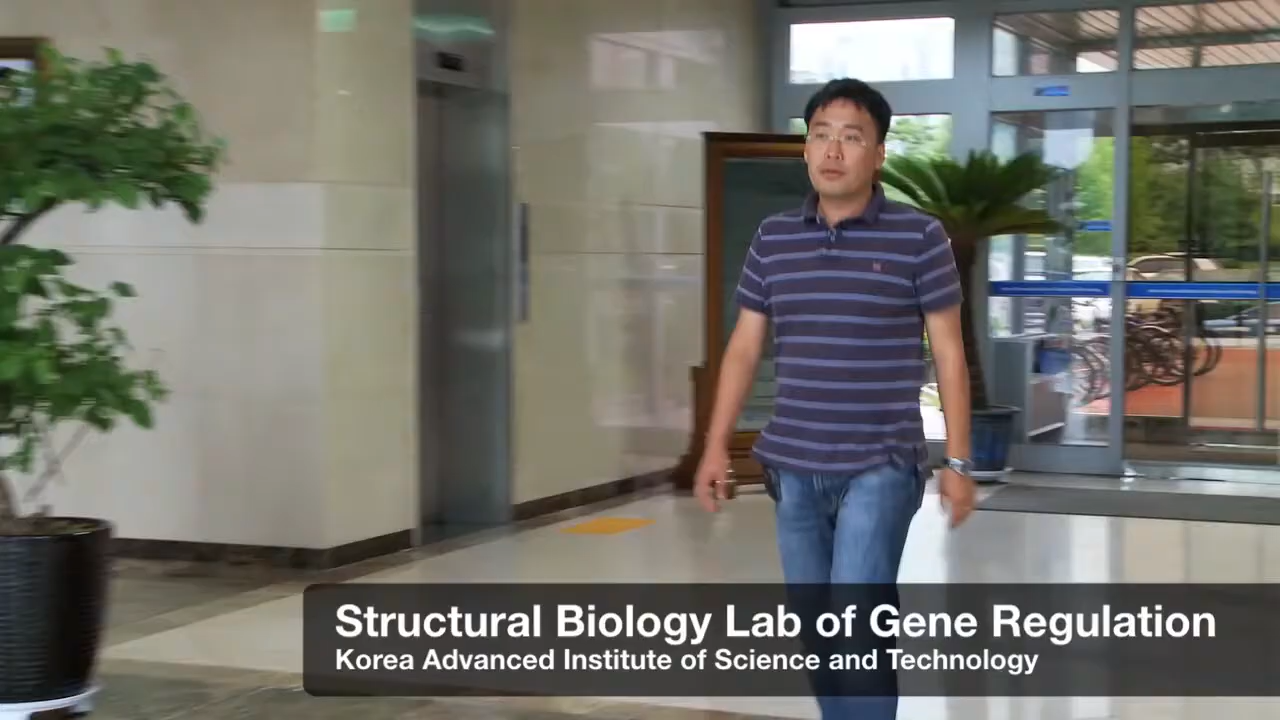 Structural Biology Lab of Gene Regulation
Korea Advanced Institute of Science and Technology